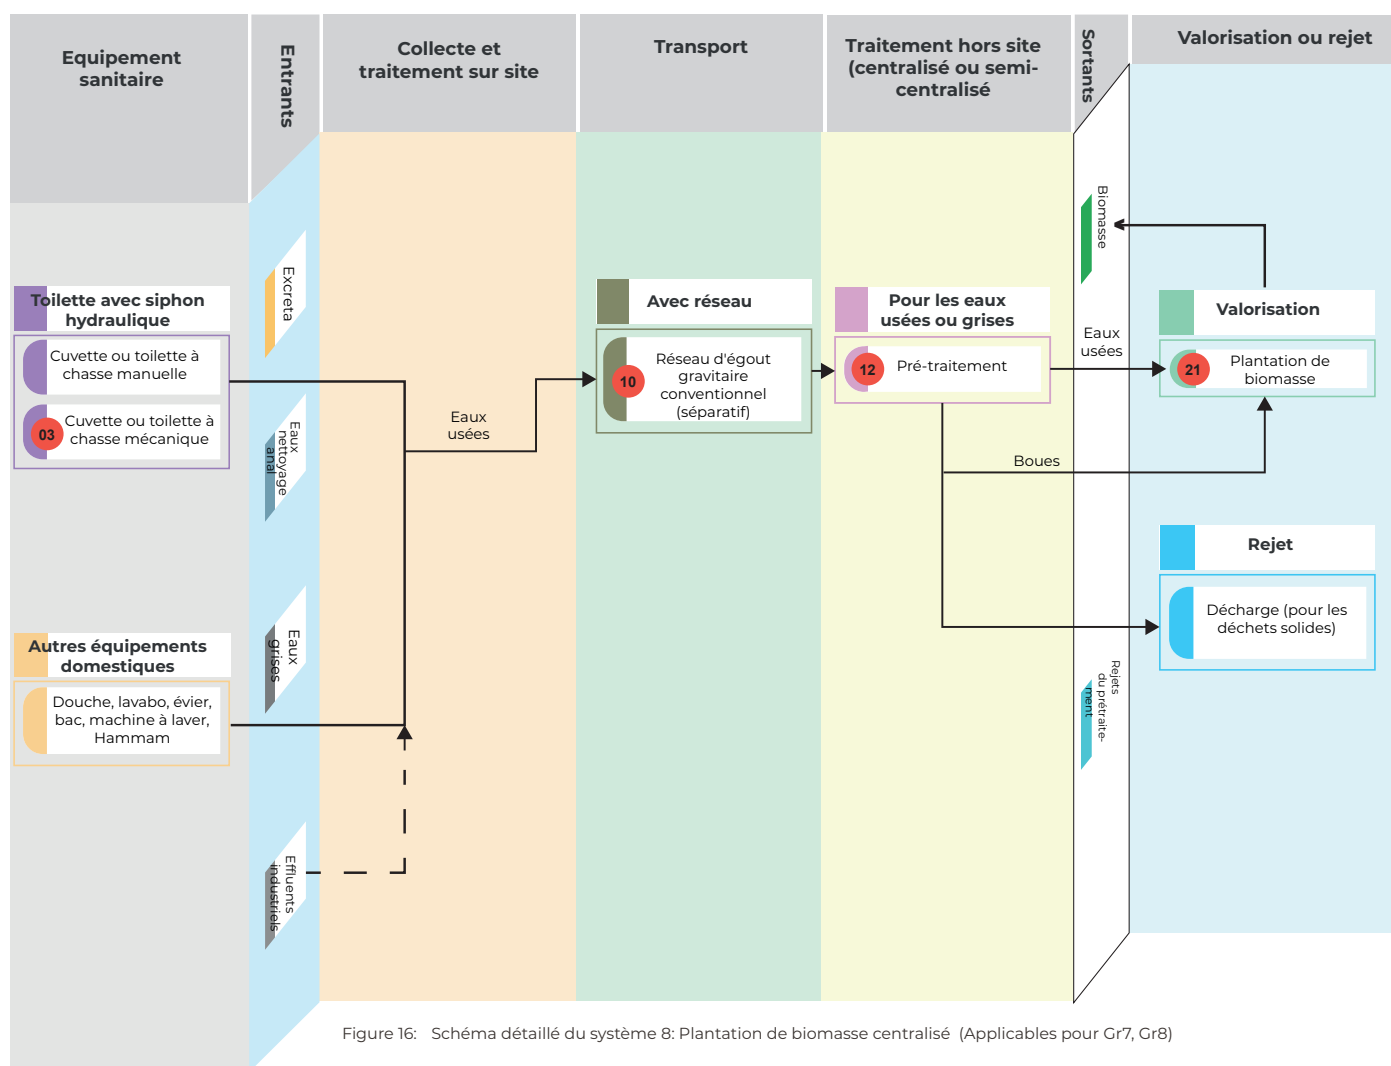 Equipement
sanitaire
Entrants
Collecte et
traitement sur site
Transport
Traitement hors site
(centralisé ou semi-
centralisé
Sortants
Valorisation ou rejet
Toilette avec siphon
hydraulique
Cuvette ou toilette à
chasse manuelle
03
Cuvette ou toilette à
chasse mécanique
Autres équipements
domestiques
Douche, lavabo, évier,
bac, machine à laver,
Hammam
Excreta
Eaux
nettoyage
anal
Eaux
grises
Effluents
industriels
Eaux
usées
Avec réseau
10
Réseau d'égout
gravitaire
conventionnel
(séparatif)
Pour les eaux
usées ou grises
12
Pré-traitement
Boues
Biomasse
Eaux
usées
Rejets
du prétraite-
ment
Valorisation
21
Plantation de
biomasse
Rejet
Décharge (pour les
déchets solides)
Figure 16: Schéma détaillé du système 8: Plantation de biomasse centralisé (Applicables pour Gr7, Gr8)